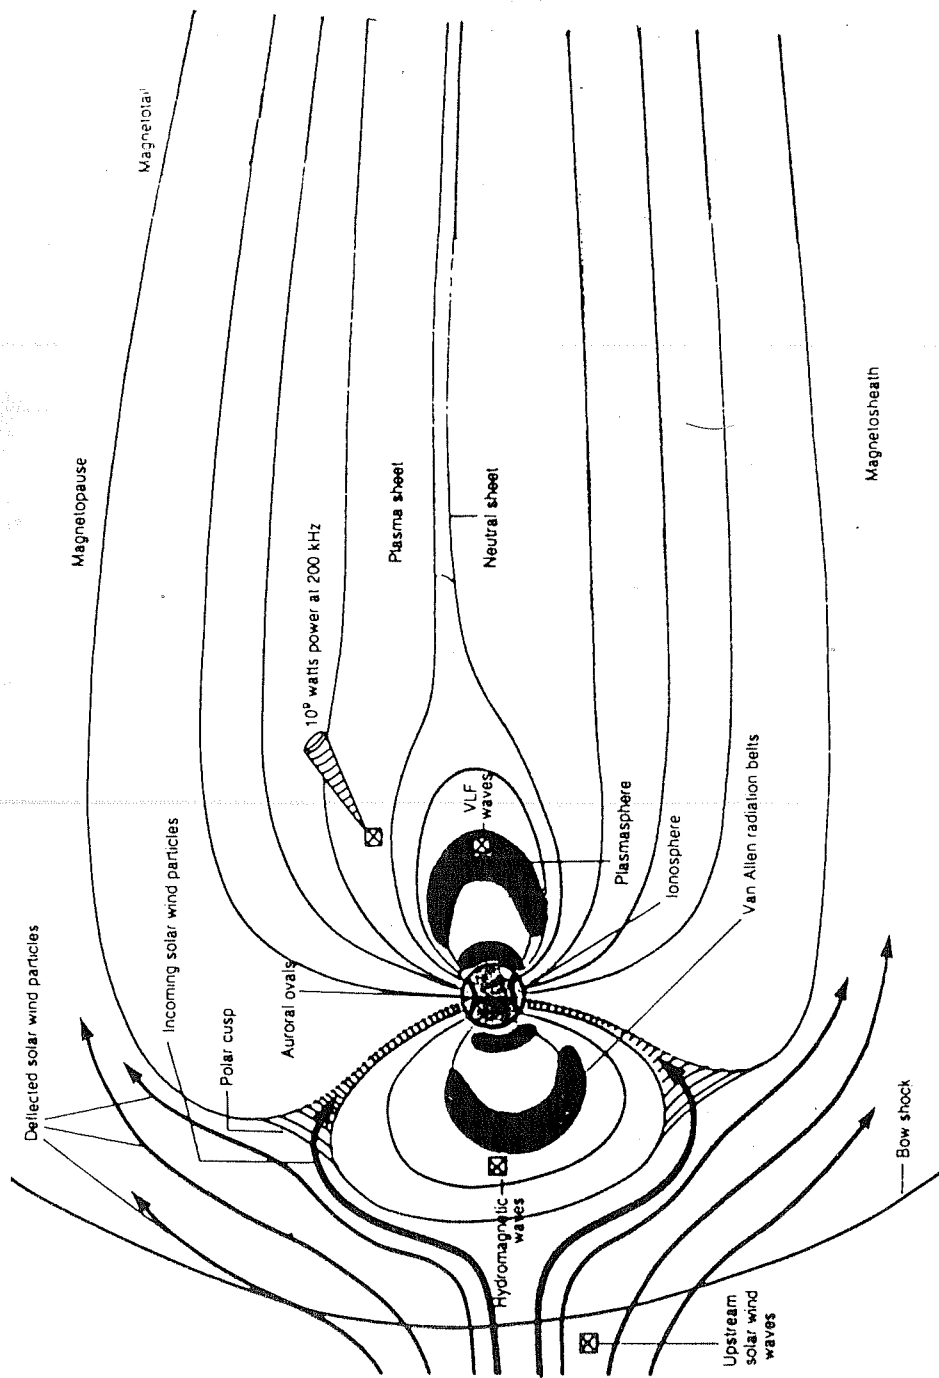 Magnetotail
Magnetopause
Deflected solar wind particles
Incoming solar wind particles
Polar cusp
Auroral ovals
10⁹ watts power at 200 kHz
Plasma sheet
Neutral sheet
VLF
waves
Plasmasphere
Ionosphere
Van Allen radiation belts
Magnetosheath
Hydromagnetic
waves
Upstream
solar wind
waves
Bow shock